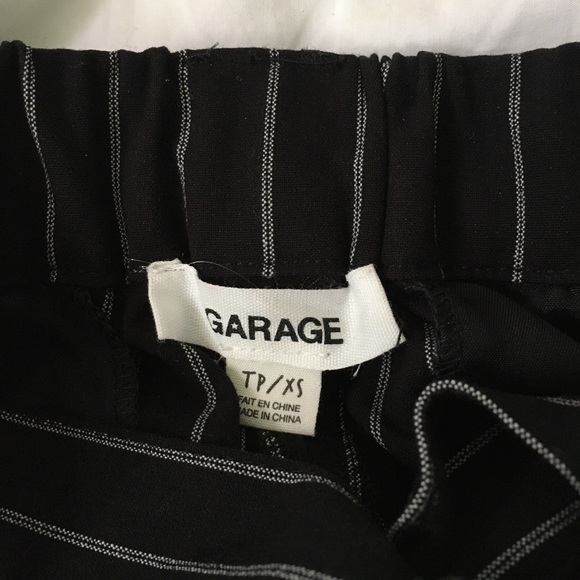 GARAGE
TP/XS
FAIT EN CHINE
MADE IN CHINA